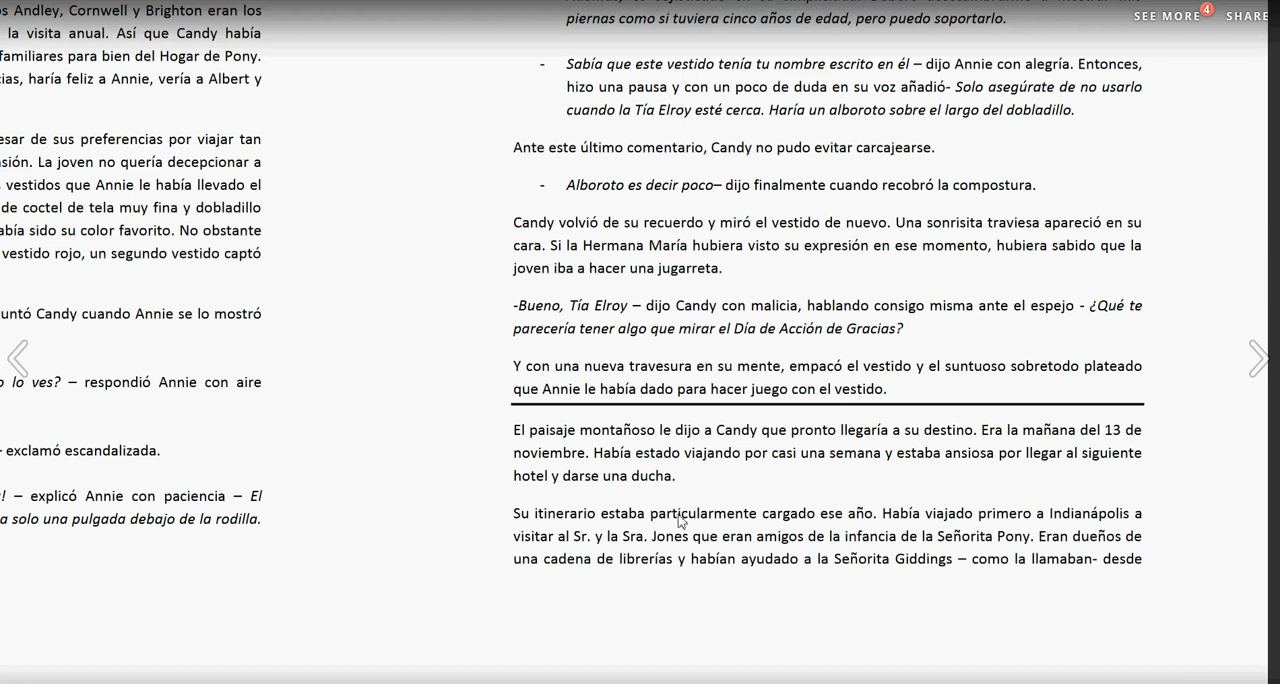 SEE MORE 4 SHARE
s Andley, Cornwell y Brighton eran los
la visita anual. Así que Candy había
familiares para bien del Hogar de Pony.
ias, haría feliz a Annie, vería a Albert y
esar de sus preferencias por viajar tan
sión. La joven no quería decepcionar a
vestidos que Annie le había llevado el
de coctel de tela muy fina y dobladillo
abía sido su color favorito. No obstante
vestido rojo, un segundo vestido captó
untó Candy cuando Annie se lo mostró
o lo ves? – respondió Annie con aire
- exclamó escandalizada.
! – explicó Annie con paciencia – El
a solo una pulgada debajo de la rodilla.
piernas como si tuviera cinco años de edad, pero puedo soportarlo.
- Sabía que este vestido tenía tu nombre escrito en él – dijo Annie con alegría. Entonces,
hizo una pausa y con un poco de duda en su voz añadió- Solo asegúrate de no usarlo
cuando la Tía Elroy esté cerca. Haría un alboroto sobre el largo del dobladillo.
Ante este último comentario, Candy no pudo evitar carcajearse.
- Alboroto es decir poco– dijo finalmente cuando recobró la compostura.
Candy volvió de su recuerdo y miró el vestido de nuevo. Una sonrisita traviesa apareció en su
cara. Si la Hermana María hubiera visto su expresión en ese momento, hubiera sabido que la
joven iba a hacer una jugarreta.
-Bueno, Tía Elroy – dijo Candy con malicia, hablando consigo misma ante el espejo - ¿Qué te
parecería tener algo que mirar el Día de Acción de Gracias?
Y con una nueva travesura en su mente, empacó el vestido y el suntuoso sobretodo plateado
que Annie le había dado para hacer juego con el vestido.
El paisaje montañoso le dijo a Candy que pronto llegaría a su destino. Era la mañana del 13 de
noviembre. Había estado viajando por casi una semana y estaba ansiosa por llegar al siguiente
hotel y darse una ducha.
Su itinerario estaba particularmente cargado ese año. Había viajado primero a Indianápolis a
visitar al Sr. y la Sra. Jones que eran amigos de la infancia de la Señorita Pony. Eran dueños de
una cadena de librerías y habían ayudado a la Señorita Giddings – como la llamaban- desde